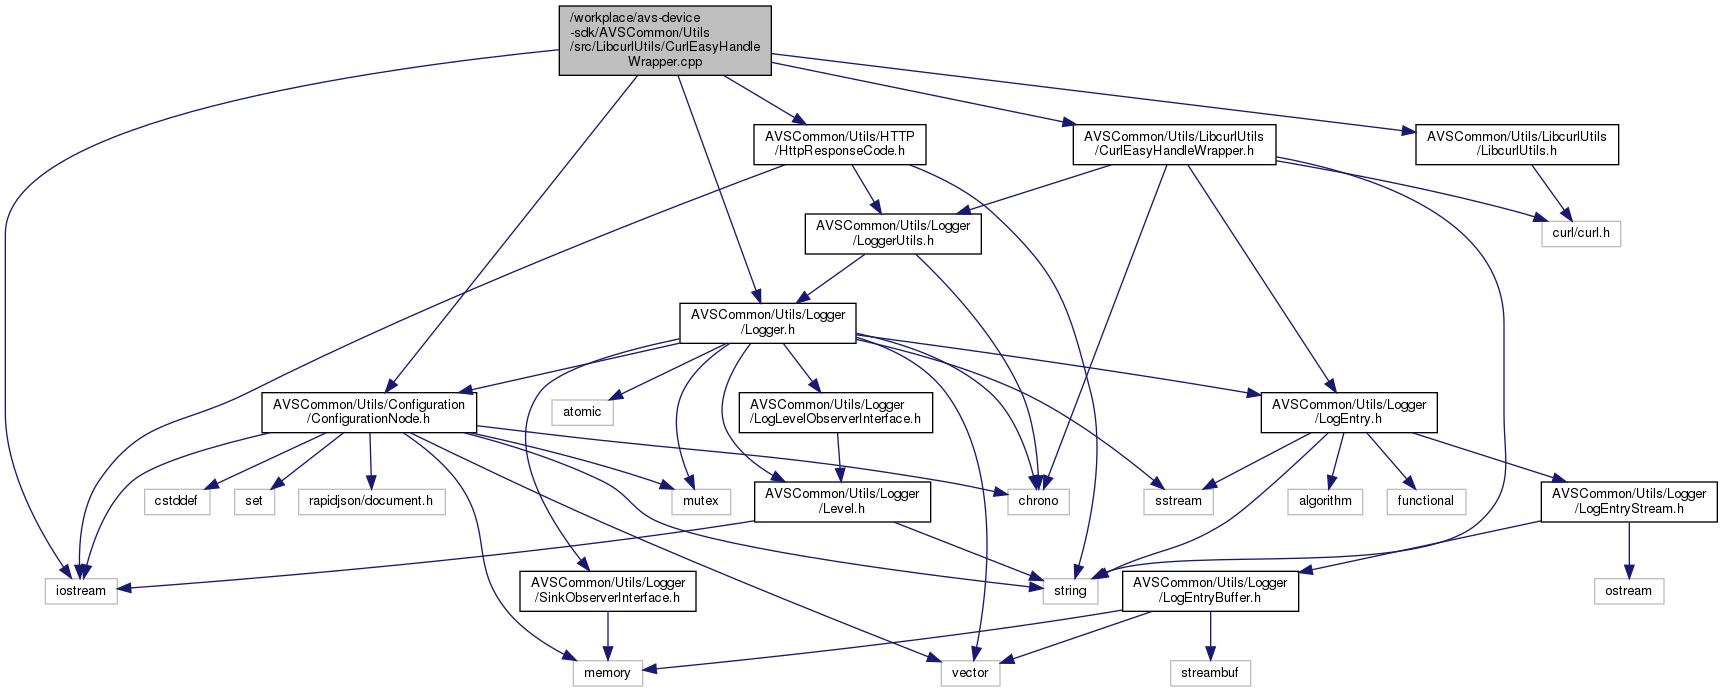 /workplace/avs-device
-sdk/AVSCommon/Utils
/src/LibcurlUtils/CurlEasyHandle
Wrapper.cpp
AVSCommon/Utils/HTTP
/HttpResponseCode.h
AVSCommon/Utils/LibcurlUtils
/CurlEasyHandleWrapper.h
AVSCommon/Utils/LibcurlUtils
/LibcurlUtils.h
AVSCommon/Utils/Logger
/LoggerUtils.h
curl/curl.h
AVSCommon/Utils/Logger
/Logger.h
AVSCommon/Utils/Configuration
/ConfigurationNode.h
atomic
AVSCommon/Utils/Logger
/LogLevelObserverInterface.h
AVSCommon/Utils/Logger
/LogEntry.h
cstddef
set
rapidjson/document.h
mutex
AVSCommon/Utils/Logger
/Level.h
chrono
sstream
algorithm
functional
AVSCommon/Utils/Logger
/LogEntryStream.h
iostream
AVSCommon/Utils/Logger
/SinkObserverInterface.h
string
AVSCommon/Utils/Logger
/LogEntryBuffer.h
ostream
memory
vector
streambuf